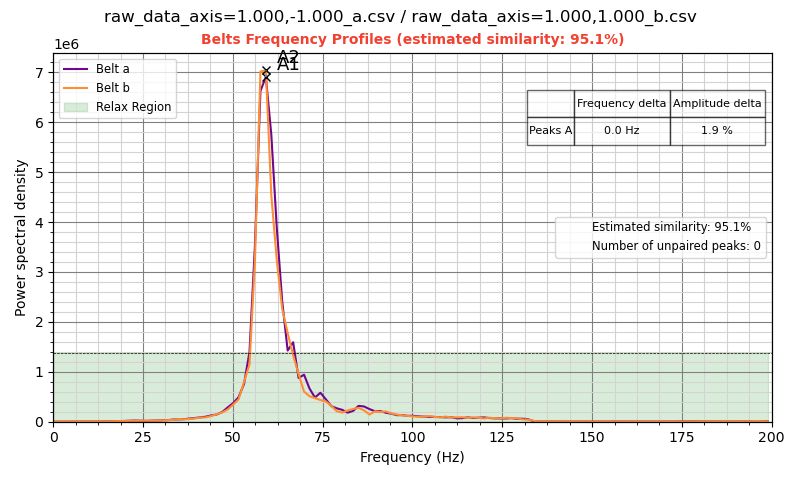 raw_data_axis=1.000,-1.000_a.csv / raw_data_axis=1.000,1.000_b.csv
Belts Frequency Profiles (estimated similarity: 95.1%)
1e6
A2
A1
Belt a
Belt b
Relax Region
Frequency delta Amplitude delta
Peaks A 0.0 Hz 1.9 %
Estimated similarity: 95.1%
Number of unpaired peaks: 0
Power spectral density
7
6
5
4
3
2
1
0
0 25 50 75 100 125 150 175 200
Frequency (Hz)